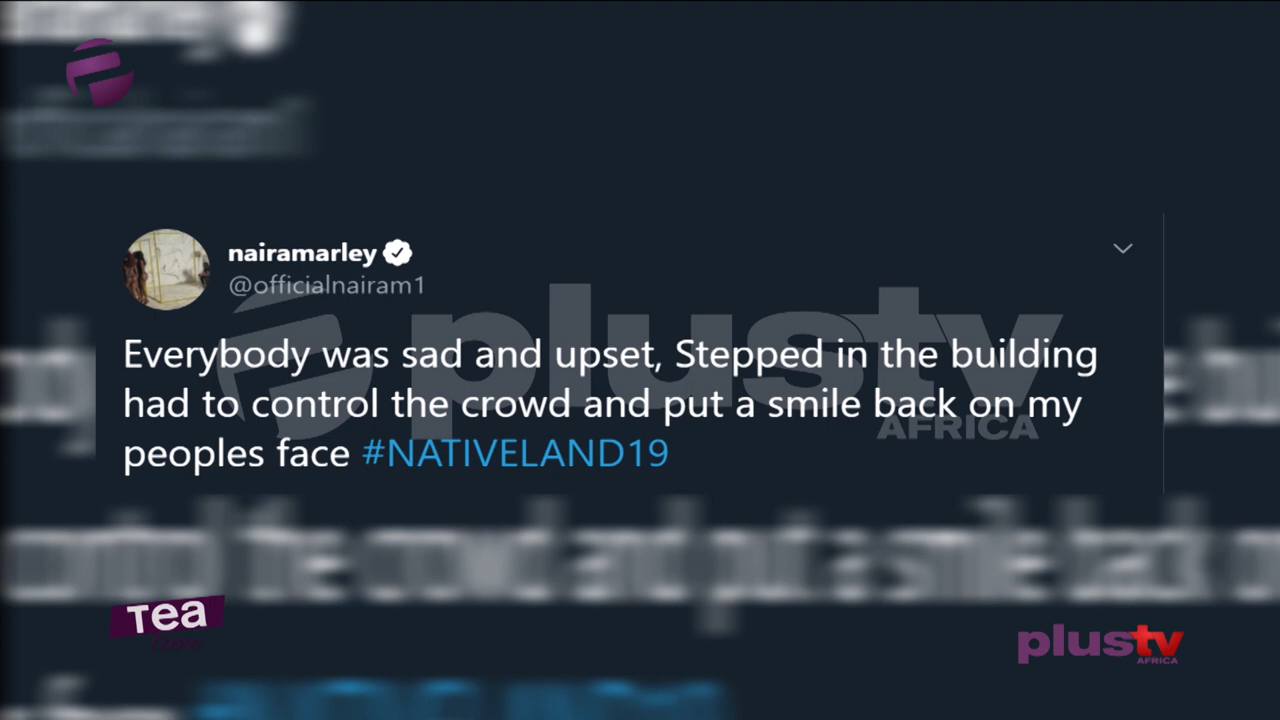 nairamarley
@officialnairam1
Everybody was sad and upset, Stepped in the building
had to control the crowd and put a smile back on my
peoples face #NATIVELAND19
plustv
AFRICA
Tea
plustv
AFRICA